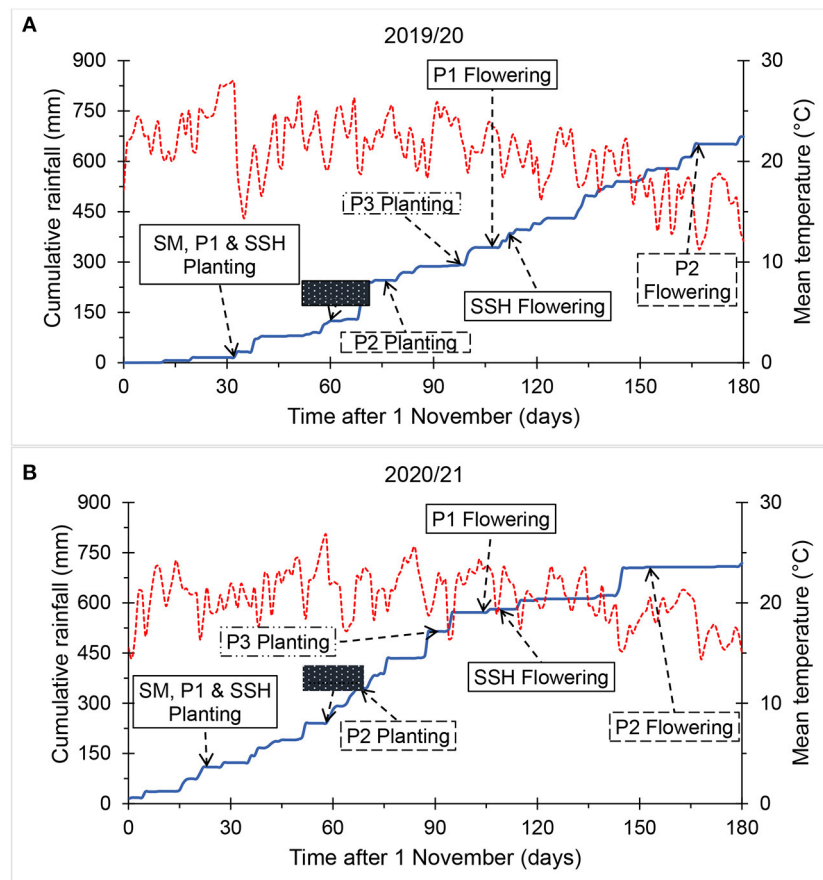 A
2019/20
P1 Flowering
900
750
600
450
300
150
0
30
20
10
0
Cumulative rainfall (mm)
Mean temperature (°C)
P3 Planting
SM, P1 & SSH
Planting
SSH Flowering
P2
Flowering
P2 Planting
0
30
60
90
120
150
180
Time after 1 November (days)
B
2020/21
P1 Flowering
900
750
600
450
300
150
0
30
20
10
0
Cumulative rainfall (mm)
Mean temperature (°C)
P3 Planting
SSH Flowering
SM, P1 & SSH
Planting
P2 Planting
P2 Flowering
0
30
60
90
120
150
180
Time after 1 November (days)